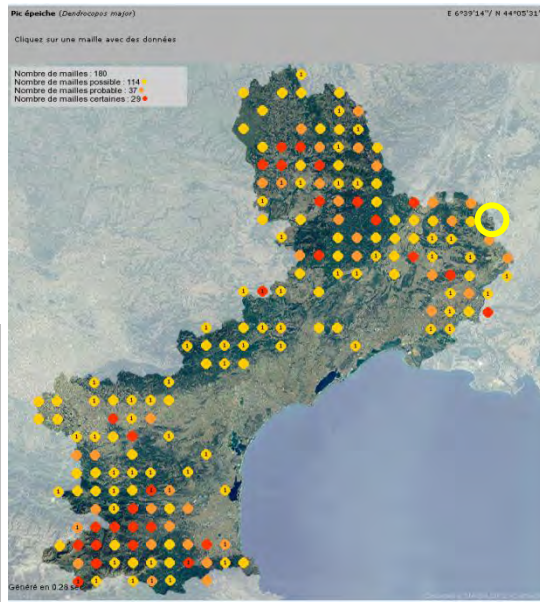 Pic épeiche (Dendrocopos major)
E 6°39'14"/ N 44°05'31"
Cliquez sur une maille avec des données
Nombre de mailles : 180
Nombre de mailles possible : 114
Nombre de mailles probable : 37
Nombre de mailles certaines : 29
Généré en 0.26 sec